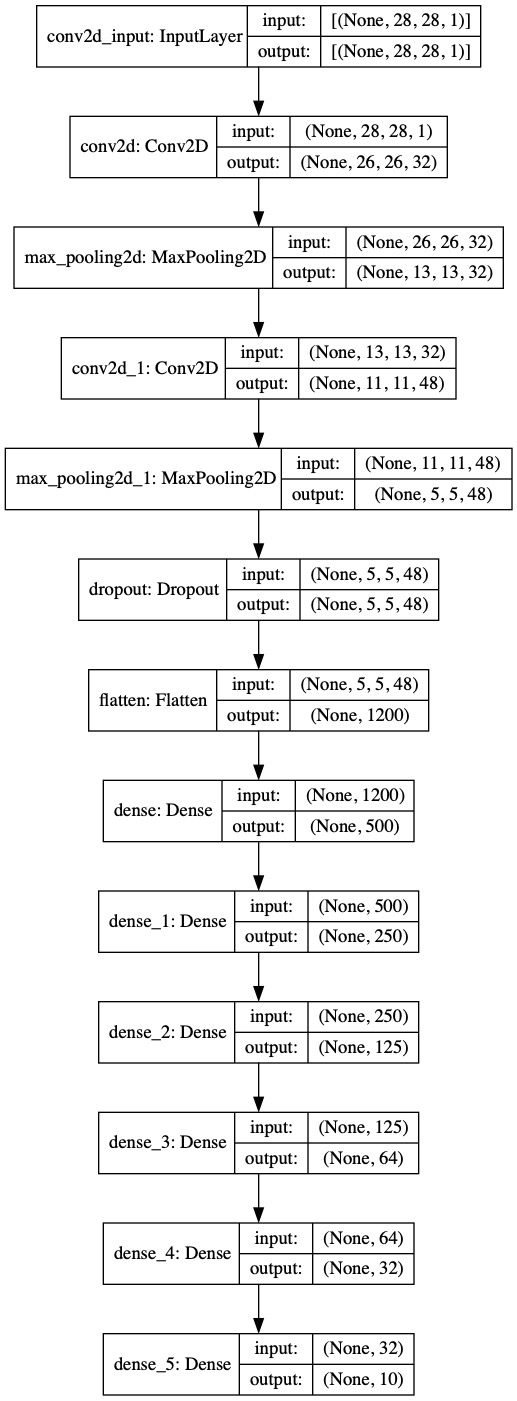 conv2d_input: InputLayer
input: [(None, 28, 28, 1)]
output: [(None, 28, 28, 1)]
conv2d: Conv2D
input: (None, 28, 28, 1)
output: (None, 26, 26, 32)
max_pooling2d: MaxPooling2D
input: (None, 26, 26, 32)
output: (None, 13, 13, 32)
conv2d_1: Conv2D
input: (None, 13, 13, 32)
output: (None, 11, 11, 48)
max_pooling2d_1: MaxPooling2D
input: (None, 11, 11, 48)
output: (None, 5, 5, 48)
dropout: Dropout
input: (None, 5, 5, 48)
output: (None, 5, 5, 48)
flatten: Flatten
input: (None, 5, 5, 48)
output: (None, 1200)
dense: Dense
input: (None, 1200)
output: (None, 500)
dense_1: Dense
input: (None, 500)
output: (None, 250)
dense_2: Dense
input: (None, 250)
output: (None, 125)
dense_3: Dense
input: (None, 125)
output: (None, 64)
dense_4: Dense
input: (None, 64)
output: (None, 32)
dense_5: Dense
input: (None, 32)
output: (None, 10)